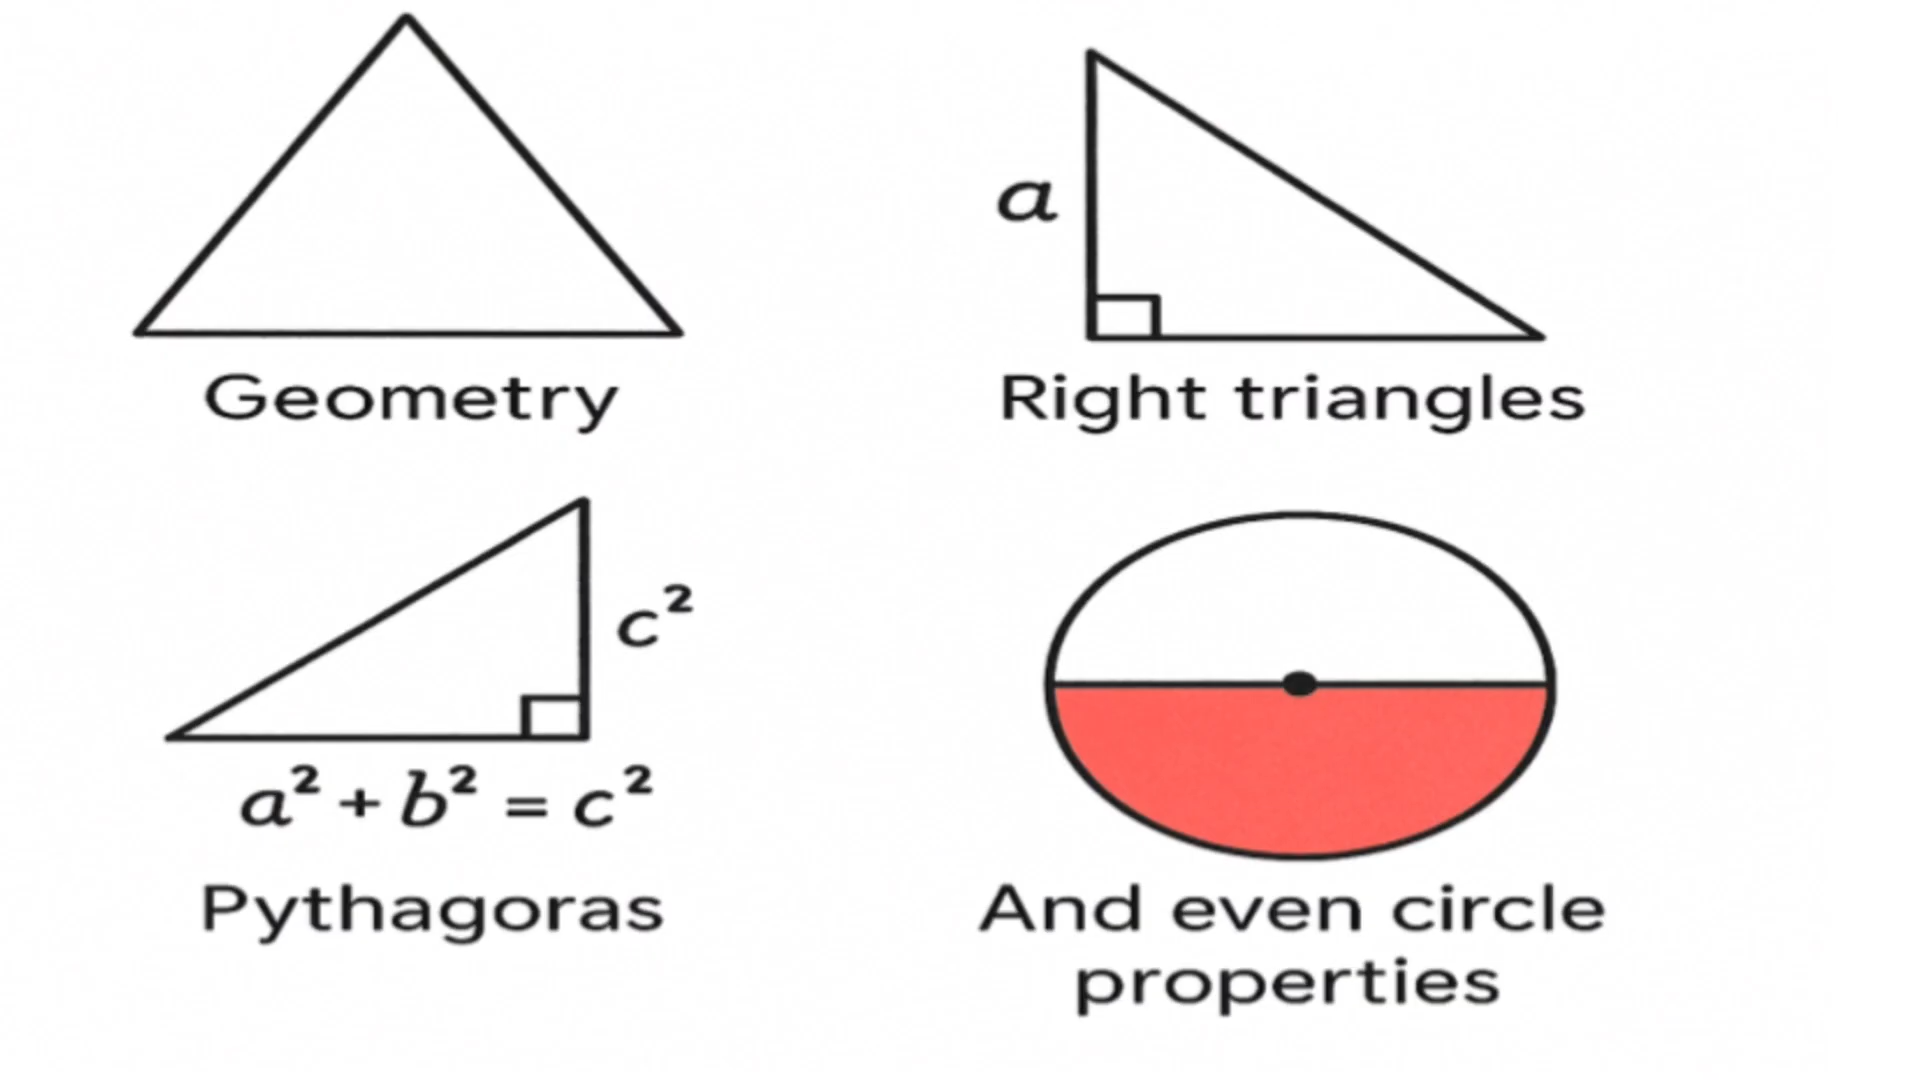 Geometry
a
Right triangles
c²
a² + b² = c²
Pythagoras
And even circle
properties